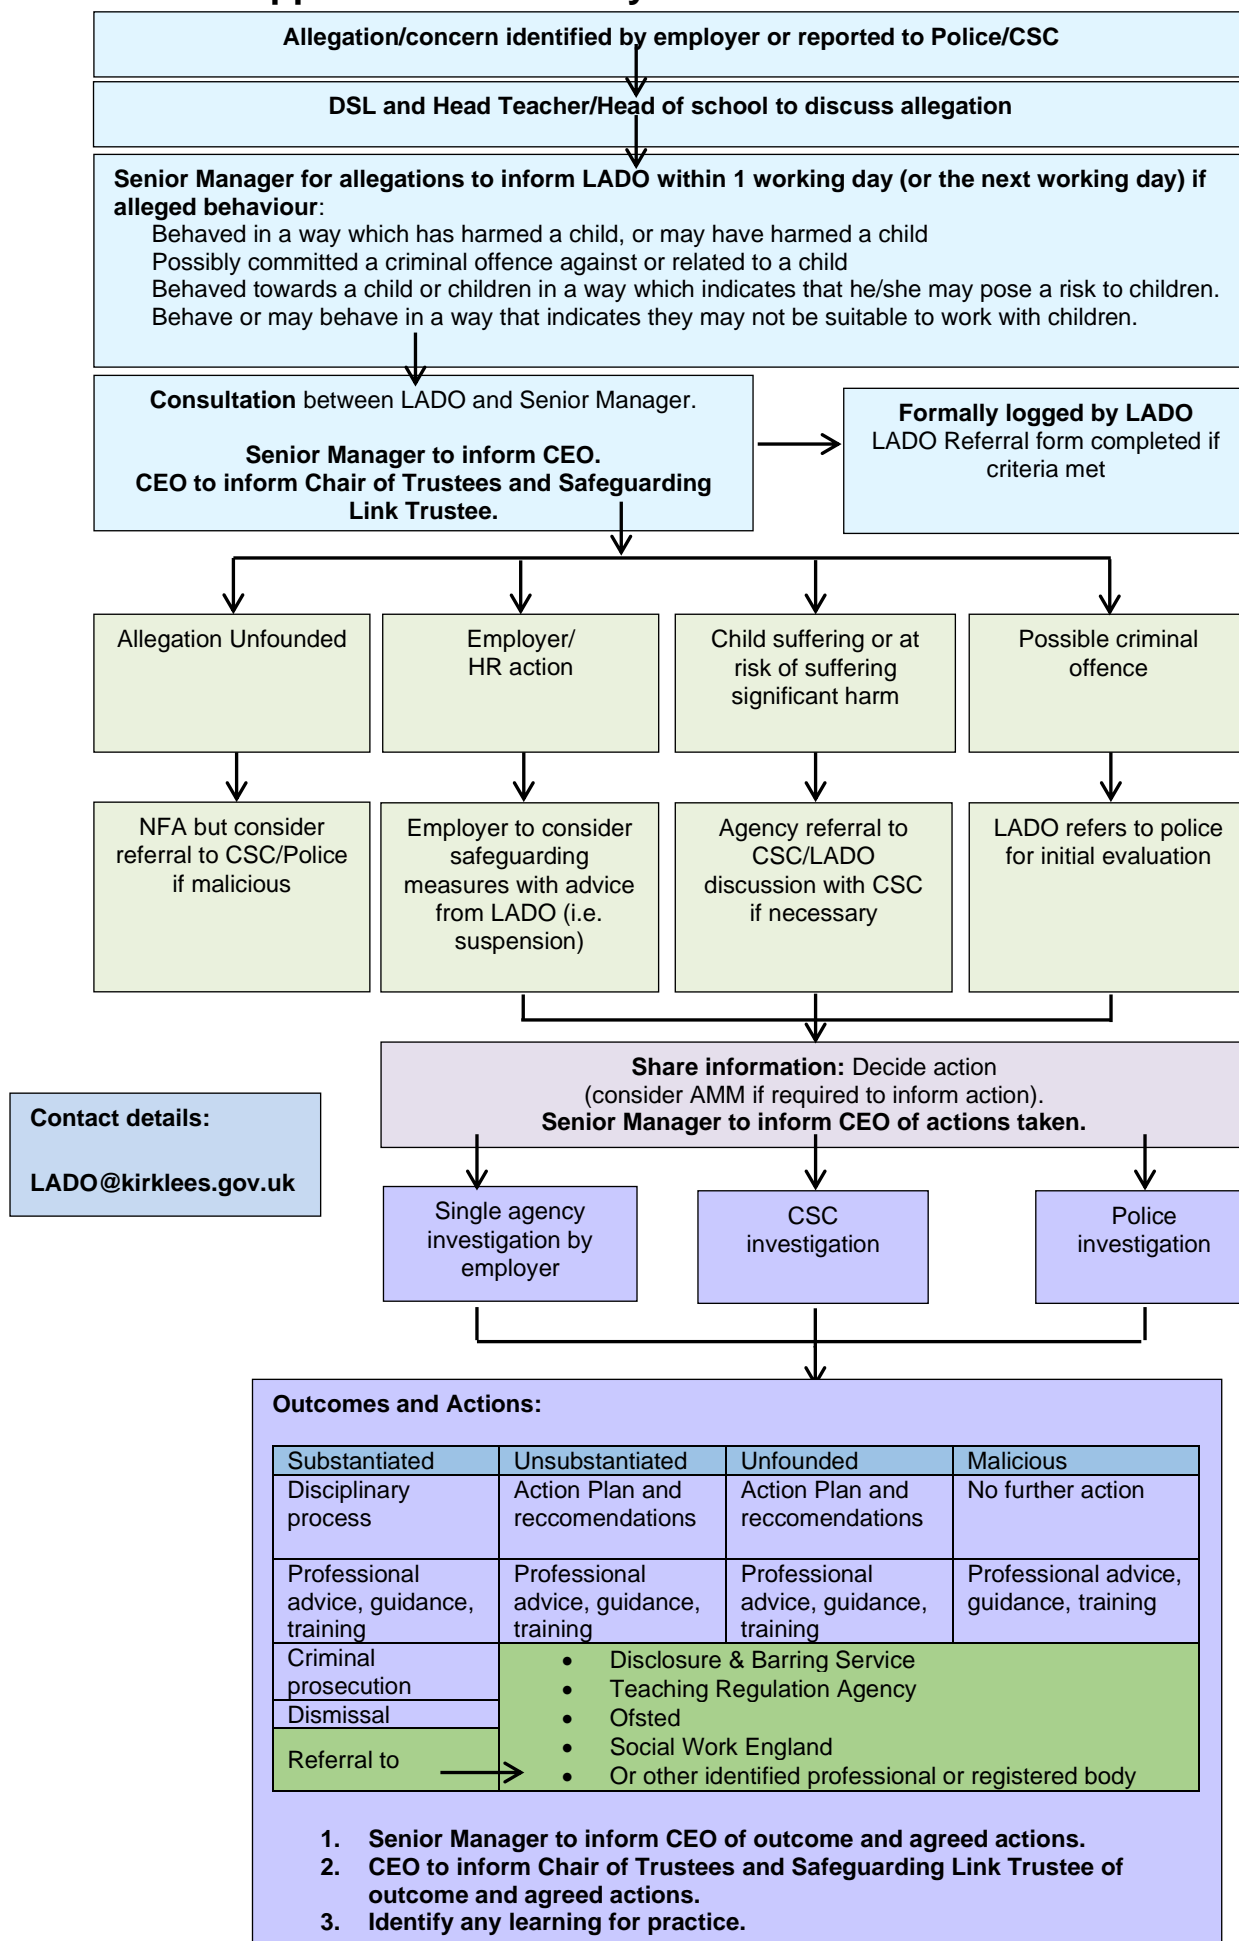 Allegation/concern identified by employer or reported to Police/CSC
DSL and Head Teacher/Head of school to discuss allegation
Senior Manager for allegations to inform LADO within 1 working day (or the next working day) if
alleged behaviour:
Behaved in a way which has harmed a child, or may have harmed a child
Possibly committed a criminal offence against or related to a child
Behaved towards a child or children in a way which indicates that he/she may pose a risk to children.
Behave or may behave in a way that indicates they may not be suitable to work with children.
Consultation between LADO and Senior Manager.
Senior Manager to inform CEO.
CEO to inform Chair of Trustees and Safeguarding
Link Trustee.
Formally logged by LADO
LADO Referral form completed if
criteria met
Allegation Unfounded
Employer/
HR action
Child suffering or at
risk of suffering
significant harm
Possible criminal
offence
NFA but consider
referral to CSC/Police
if malicious
Employer to consider
safeguarding
measures with advice
from LADO (i.e.
suspension)
Agency referral to
CSC/LADO
discussion with CSC
if necessary
LADO refers to police
for initial evaluation
Share information: Decide action
(consider AMM if required to inform action).
Senior Manager to inform CEO of actions taken.
Contact details:
LADO@kirklees.gov.uk
Single agency
investigation by
employer
CSC
investigation
Police
investigation
Outcomes and Actions:
Substantiated
Unsubstantiated
Unfounded
Malicious
Disciplinary
process
Action Plan and
reccomendations
Action Plan and
reccomendations
No further action
Professional
advice, guidance,
training
Professional
advice, guidance,
training
Professional
advice, guidance,
training
Professional advice,
guidance, training
Criminal
prosecution
Dismissal
Referral to
• Disclosure & Barring Service
• Teaching Regulation Agency
• Ofsted
• Social Work England
• Or other identified professional or registered body
1. Senior Manager to inform CEO of outcome and agreed actions.
2. CEO to inform Chair of Trustees and Safeguarding Link Trustee of
outcome and agreed actions.
3. Identify any learning for practice.